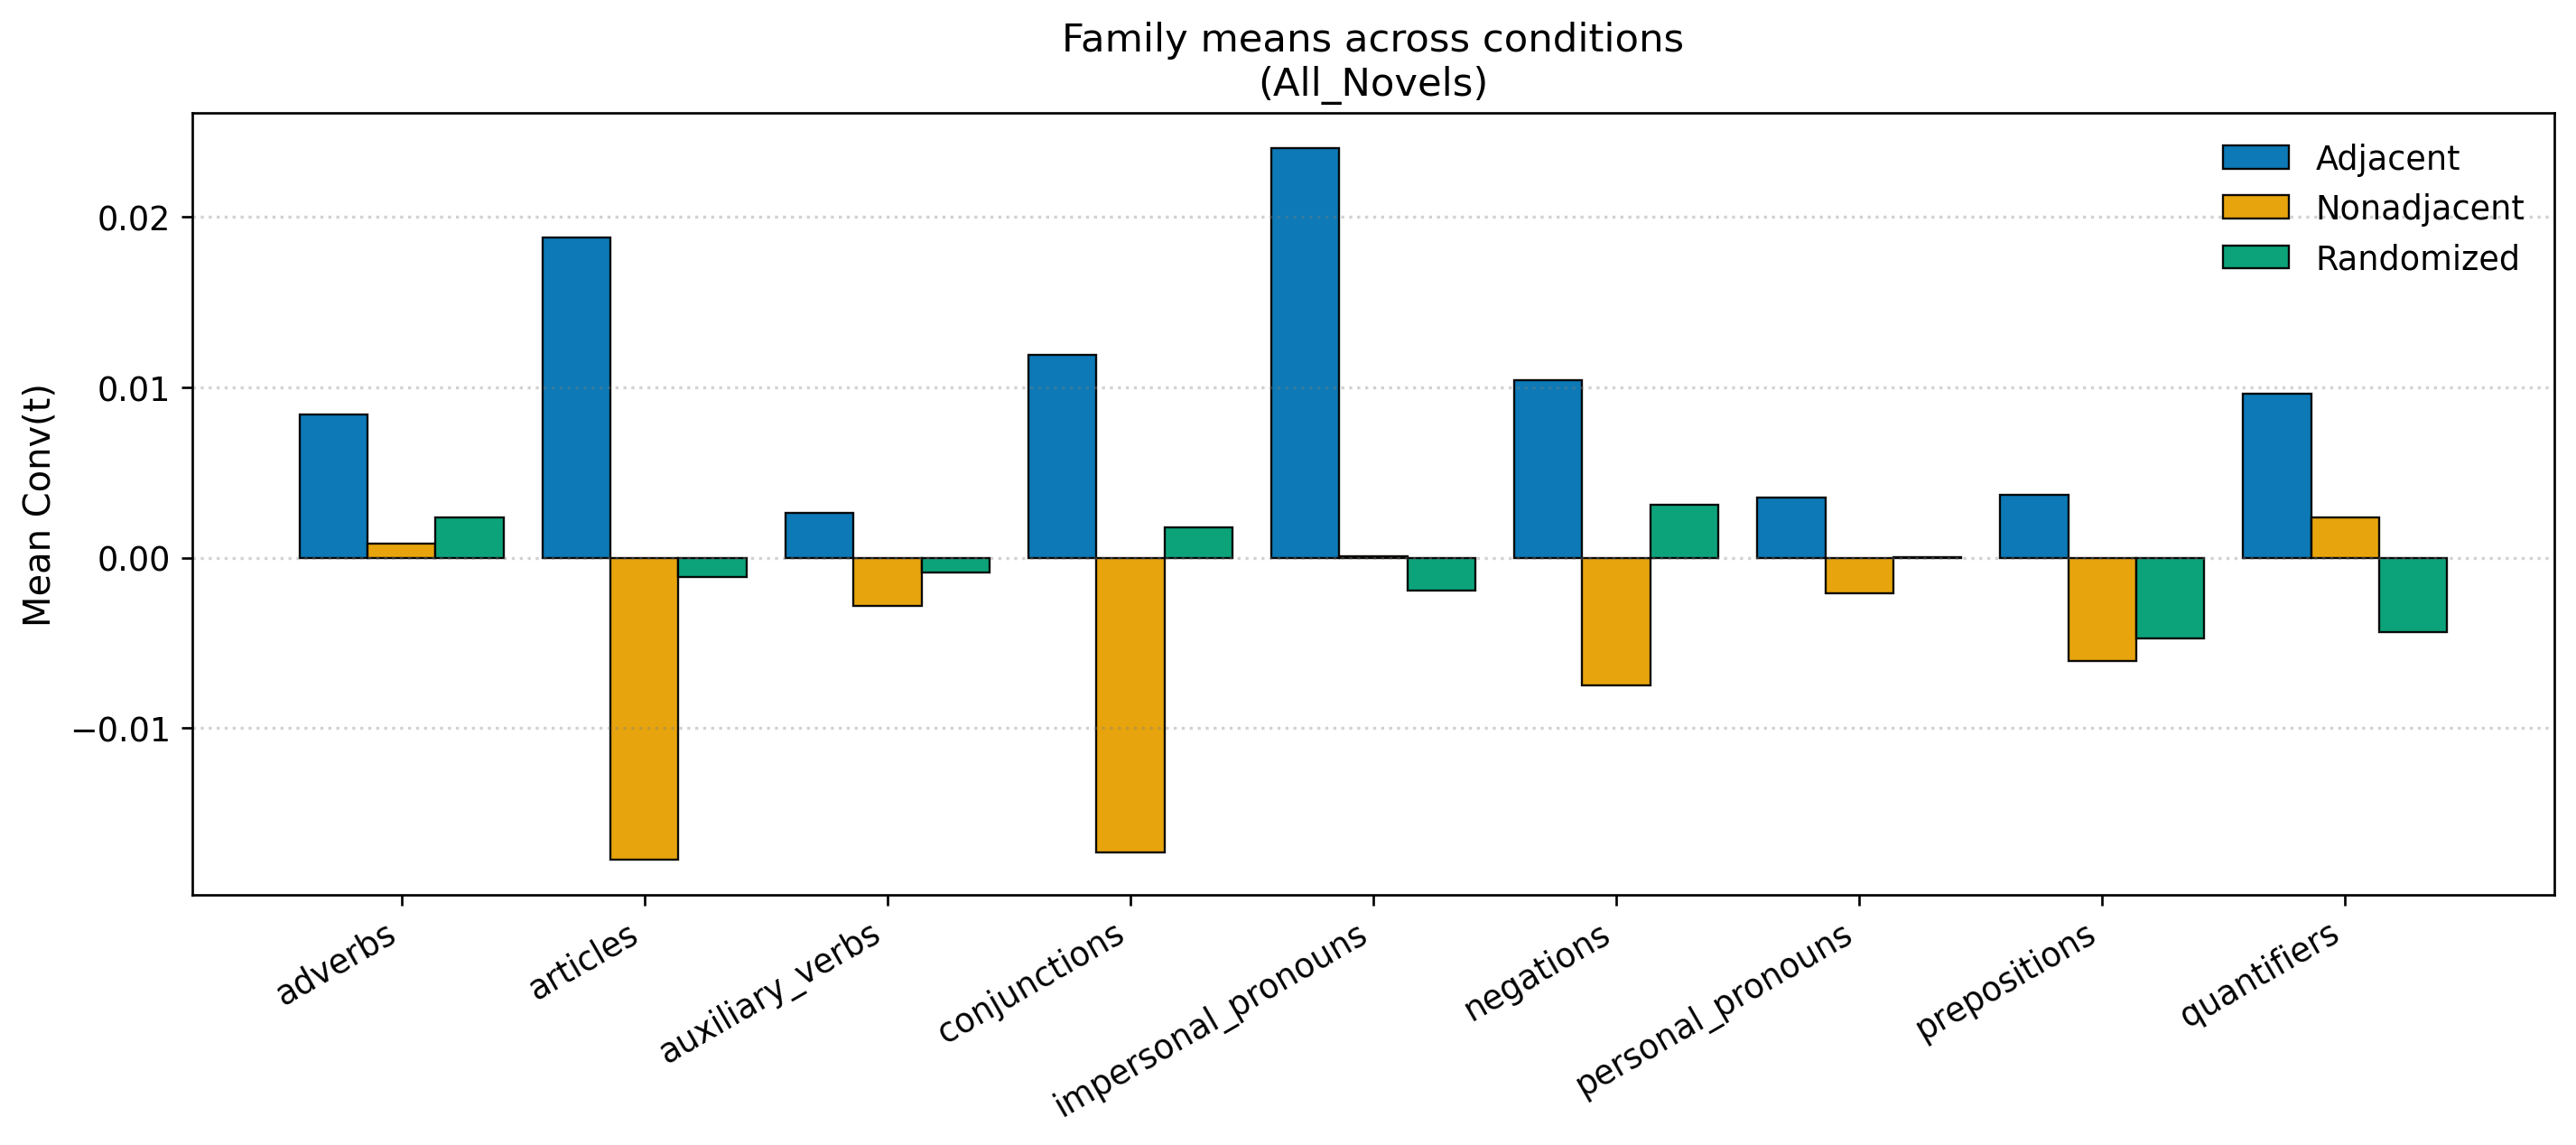 Family means across conditions
(All_Novels)
Mean Conv(t)
0.02
0.01
0.00
−0.01
Adjacent
Nonadjacent
Randomized
adverbs
articles
auxiliary_verbs
conjunctions
impersonal_pronouns
negations
personal_pronouns
prepositions
quantifiers